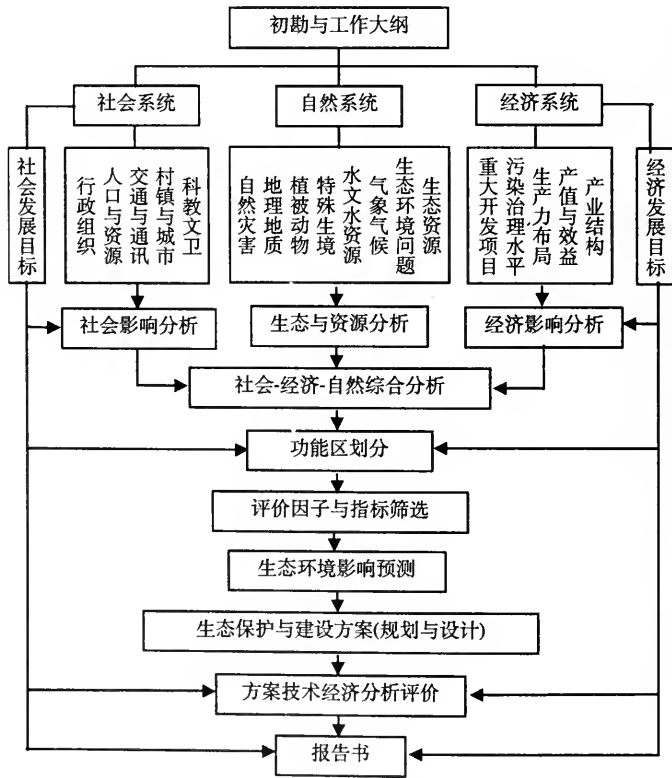 初勘与工作大纲
社会系统
自然系统
经济系统
社会发展目标
行政组织
人口与资源
交通与通讯
村镇与城市
科教文卫
自然灾害
地理地质
植被动物
特殊生境
水文水资源
气象气候
生态环境问题
生态资源
重大开发项目
污染治理水平
生产力布局
产值与效益
产业结构
经济发展目标
社会影响分析
生态与资源分析
经济影响分析
社会-经济-自然综合分析
功能区划分
评价因子与指标筛选
生态环境影响预测
生态保护与建设方案(规划与设计)
方案技术经济分析评价
报告书